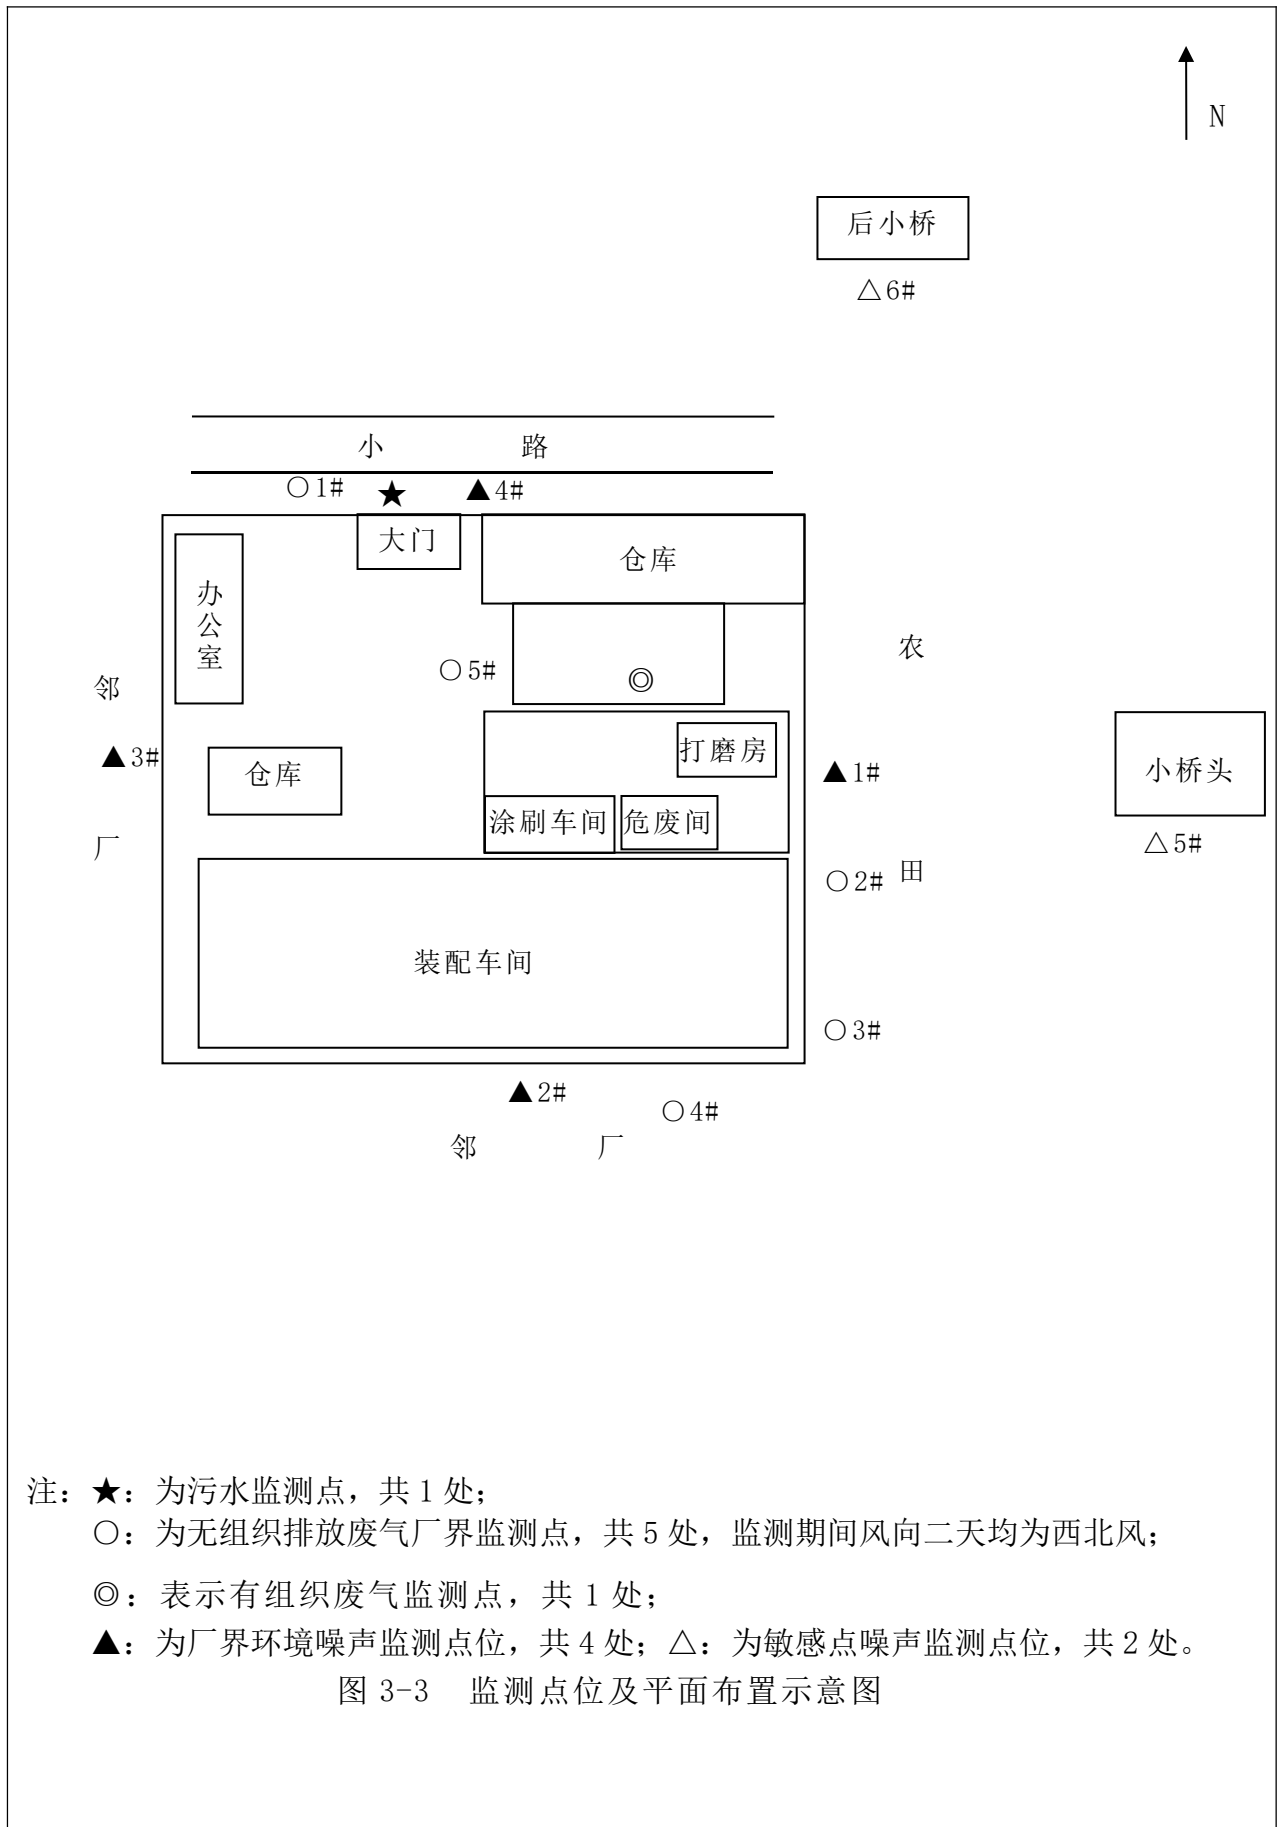 N
后小桥
△6#
小 路
○1# ★ ▲4#
大门
仓库
办公室
○5#
◎
农
邻
▲3#
仓库
打磨房
▲1#
小桥头
涂刷车间
危废间
厂
△5#
○2#
田
装配车间
○3#
▲2#
○4#
邻 厂
注：★：为污水监测点，共 1 处；
○：为无组织排放废气厂界监测点，共 5 处，监测期间风向二天均为西北风；
◎：表示有组织废气监测点，共 1 处；
▲：为厂界环境噪声监测点位，共 4 处；△：为敏感点噪声监测点位，共 2 处。
图 3-3 监测点位及平面布置示意图